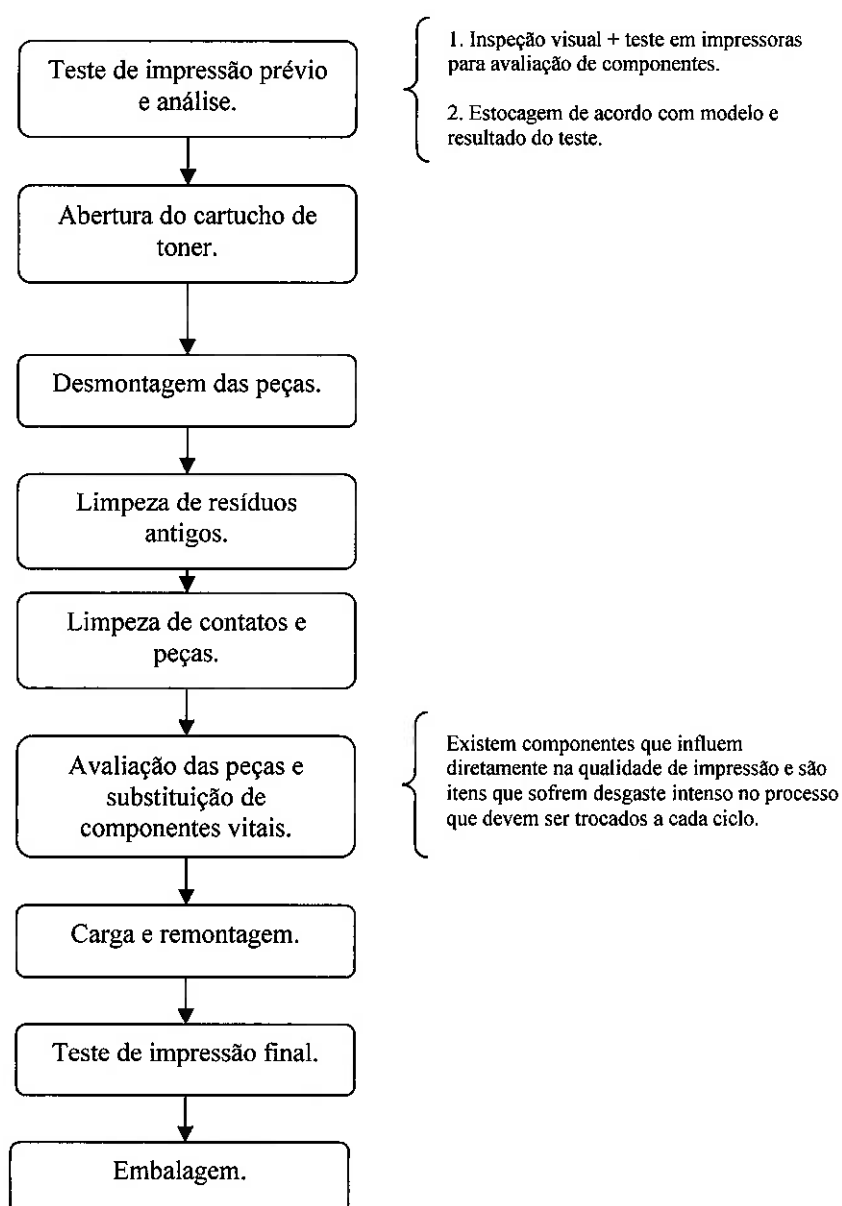 Teste de impressão prévio
e análise.
1. Inspeção visual + teste em impressoras
para avaliação de componentes.
2. Estocagem de acordo com modelo e
resultado do teste.
Abertura do cartucho de
toner.
Desmontagem das peças.
Limpeza de resíduos
antigos.
Limpeza de contatos e
peças.
Avaliação das peças e
substituição de
componentes vitais.
Existem componentes que influem
diretamente na qualidade de impressão e são
itens que sofrem desgaste intenso no processo
que devem ser trocados a cada ciclo.
Carga e remontagem.
Teste de impressão final.
Embalagem.